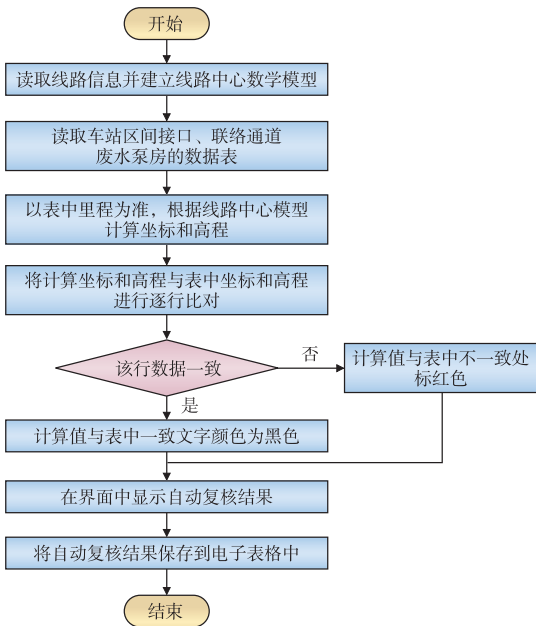 开始
读取线路信息并建立线路中心数学模型
读取车站区间接口、联络通道
废水泵房的数据表
以表中里程为准，根据线路中心模型
计算坐标和高程
将计算坐标和高程与表中坐标和高程
进行逐行比对
该行数据一致
否
计算值与表中不一致处
标红色
是
计算值与表中一致文字颜色为黑色
在界面中显示自动复核结果
将自动复核结果保存到电子表格中
结束